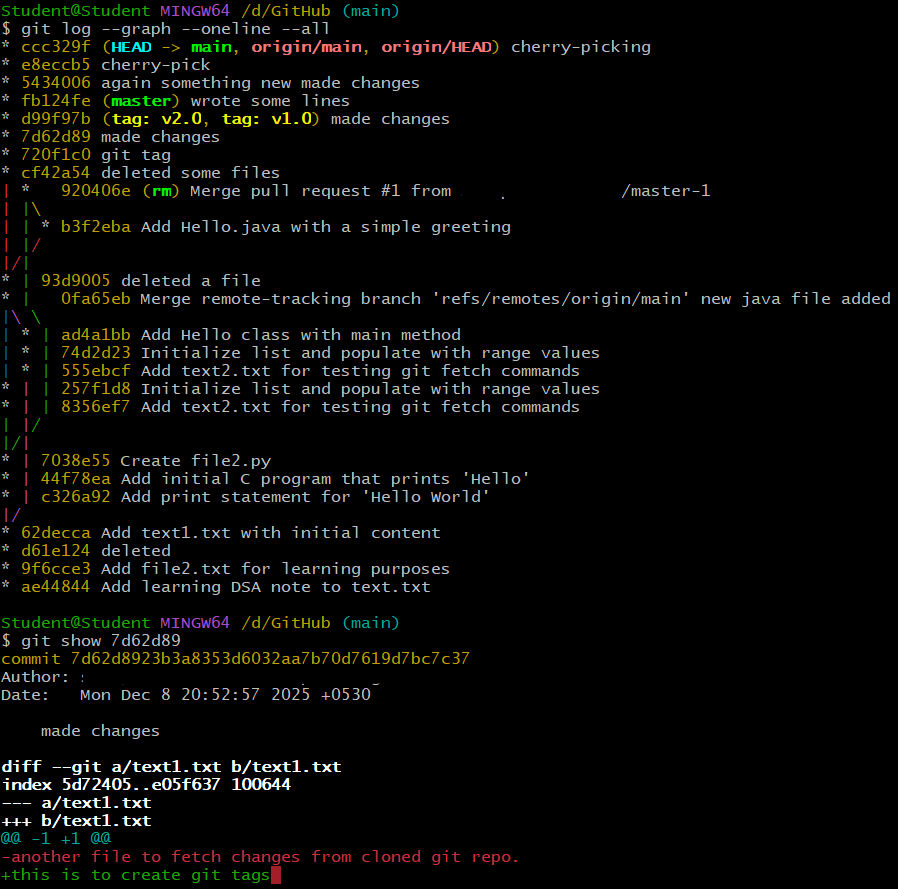 Student@Student MINGW64 /d/GitHub (main)
$ git log --graph --oneline --all
* ccc329f (HEAD -> main, origin/main, origin/HEAD) cherry-picking
* e8eccb5 cherry-pick
* 5434006 again something new made changes
* fb124fe (master) wrote some lines
* d99f97b (tag: v2.0, tag: v1.0) made changes
* 7d62d89 made changes
* 720f1c0 git tag
* cf42a54 deleted some files
| *   920406e (rm) Merge pull request #1 from /master-1
| |\
| | * b3f2eba Add Hello.java with a simple greeting
| |/
|/|
* | 93d9005 deleted a file
* |   0fa65eb Merge remote-tracking branch 'refs/remotes/origin/main' new java file added
|\ \
| * | ad4a1bb Add Hello class with main method
| * | 74d2d23 Initialize list and populate with range values
| * | 555ebcf Add text2.txt for testing git fetch commands
* | | 257f1d8 Initialize list and populate with range values
* | | 8356ef7 Add text2.txt for testing git fetch commands
| |/
|/|
* | 7038e55 Create file2.py
* | 44f78ea Add initial C program that prints 'Hello'
* | c326a92 Add print statement for 'Hello World'
|/
* 62decca Add text1.txt with initial content
* d61e124 deleted
* 9f6cce3 Add file2.txt for learning purposes
* ae44844 Add learning DSA note to text.txt
Student@Student MINGW64 /d/GitHub (main)
$ git show 7d62d89
commit 7d62d8923b3a8353d6032aa7b70d7619d7bc7c37
Author:
Date:   Mon Dec 8 20:52:57 2025 +0530
made changes
diff --git a/text1.txt b/text1.txt
index 5d72405..e05f637 100644
--- a/text1.txt
+++ b/text1.txt
@@ -1 +1 @@
-another file to fetch changes from cloned git repo.
+this is to create git tags